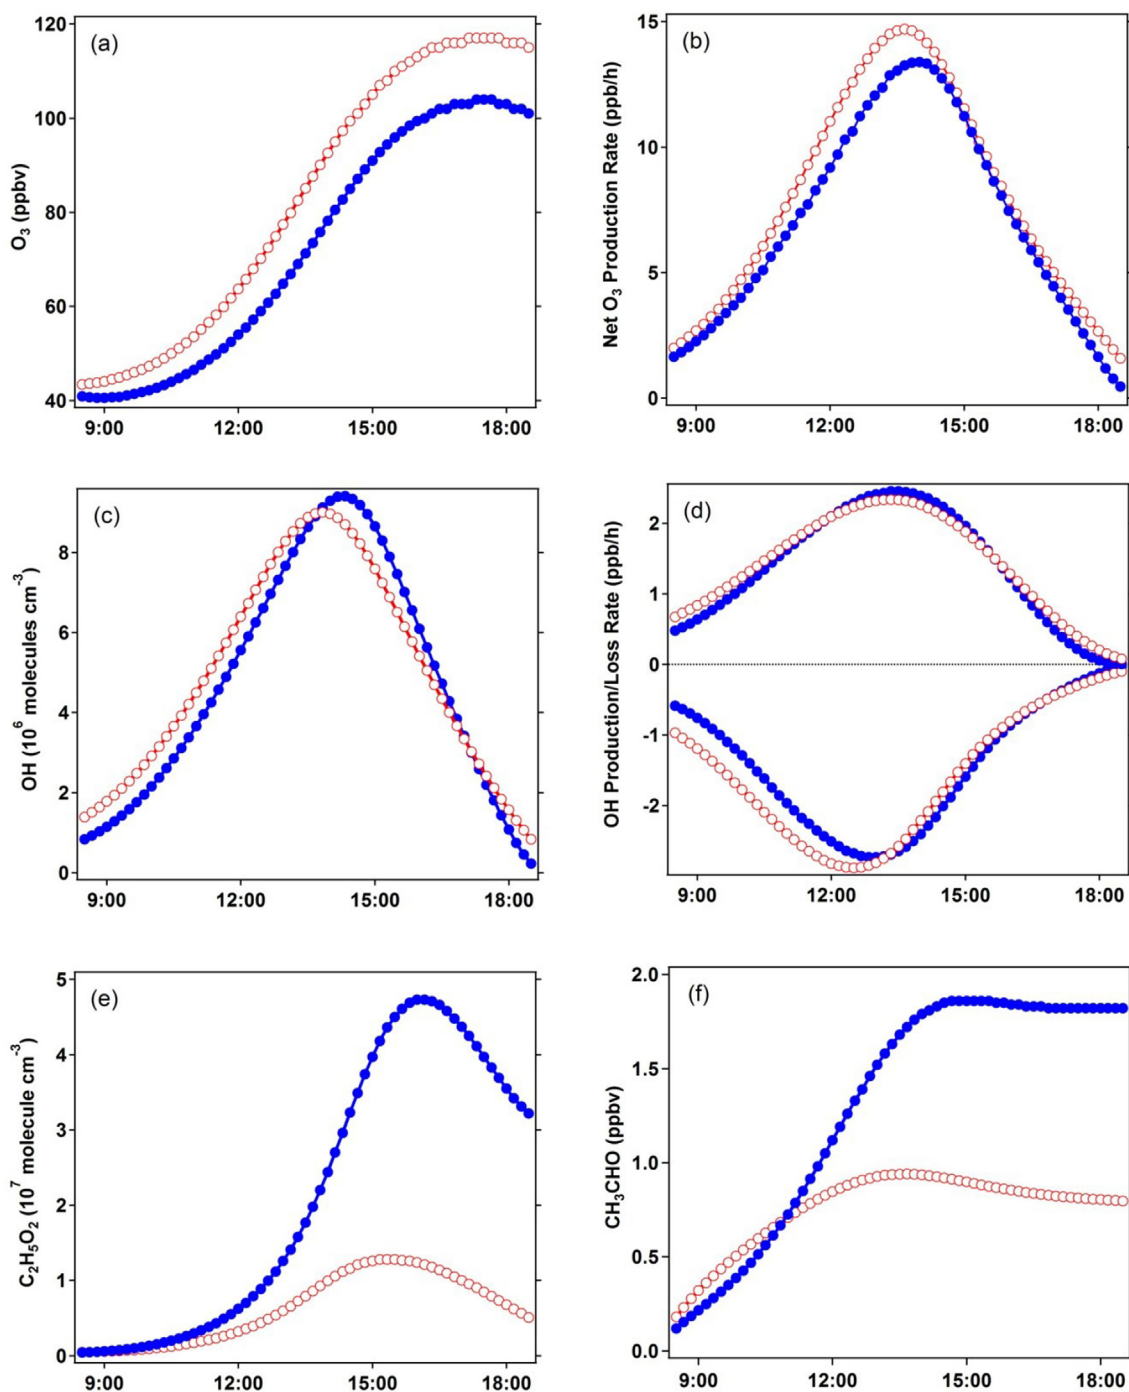 (a)
O₃ (ppbv)
120
100
80
60
40
9:00 12:00 15:00 18:00
(b)
Net O₃ Production Rate (ppb/h)
15
10
5
0
9:00 12:00 15:00 18:00
(c)
OH (10⁶ molecules cm⁻³)
8
6
4
2
0
9:00 12:00 15:00 18:00
(d)
OH Production/Loss Rate (ppb/h)
2
1
0
-1
-2
9:00 12:00 15:00 18:00
(e)
C₂H₅O₂ (10⁷ molecule cm⁻³)
5
4
3
2
1
0
9:00 12:00 15:00 18:00
(f)
CH₃CHO (ppbv)
2.0
1.5
1.0
0.5
0.0
9:00 12:00 15:00 18:00